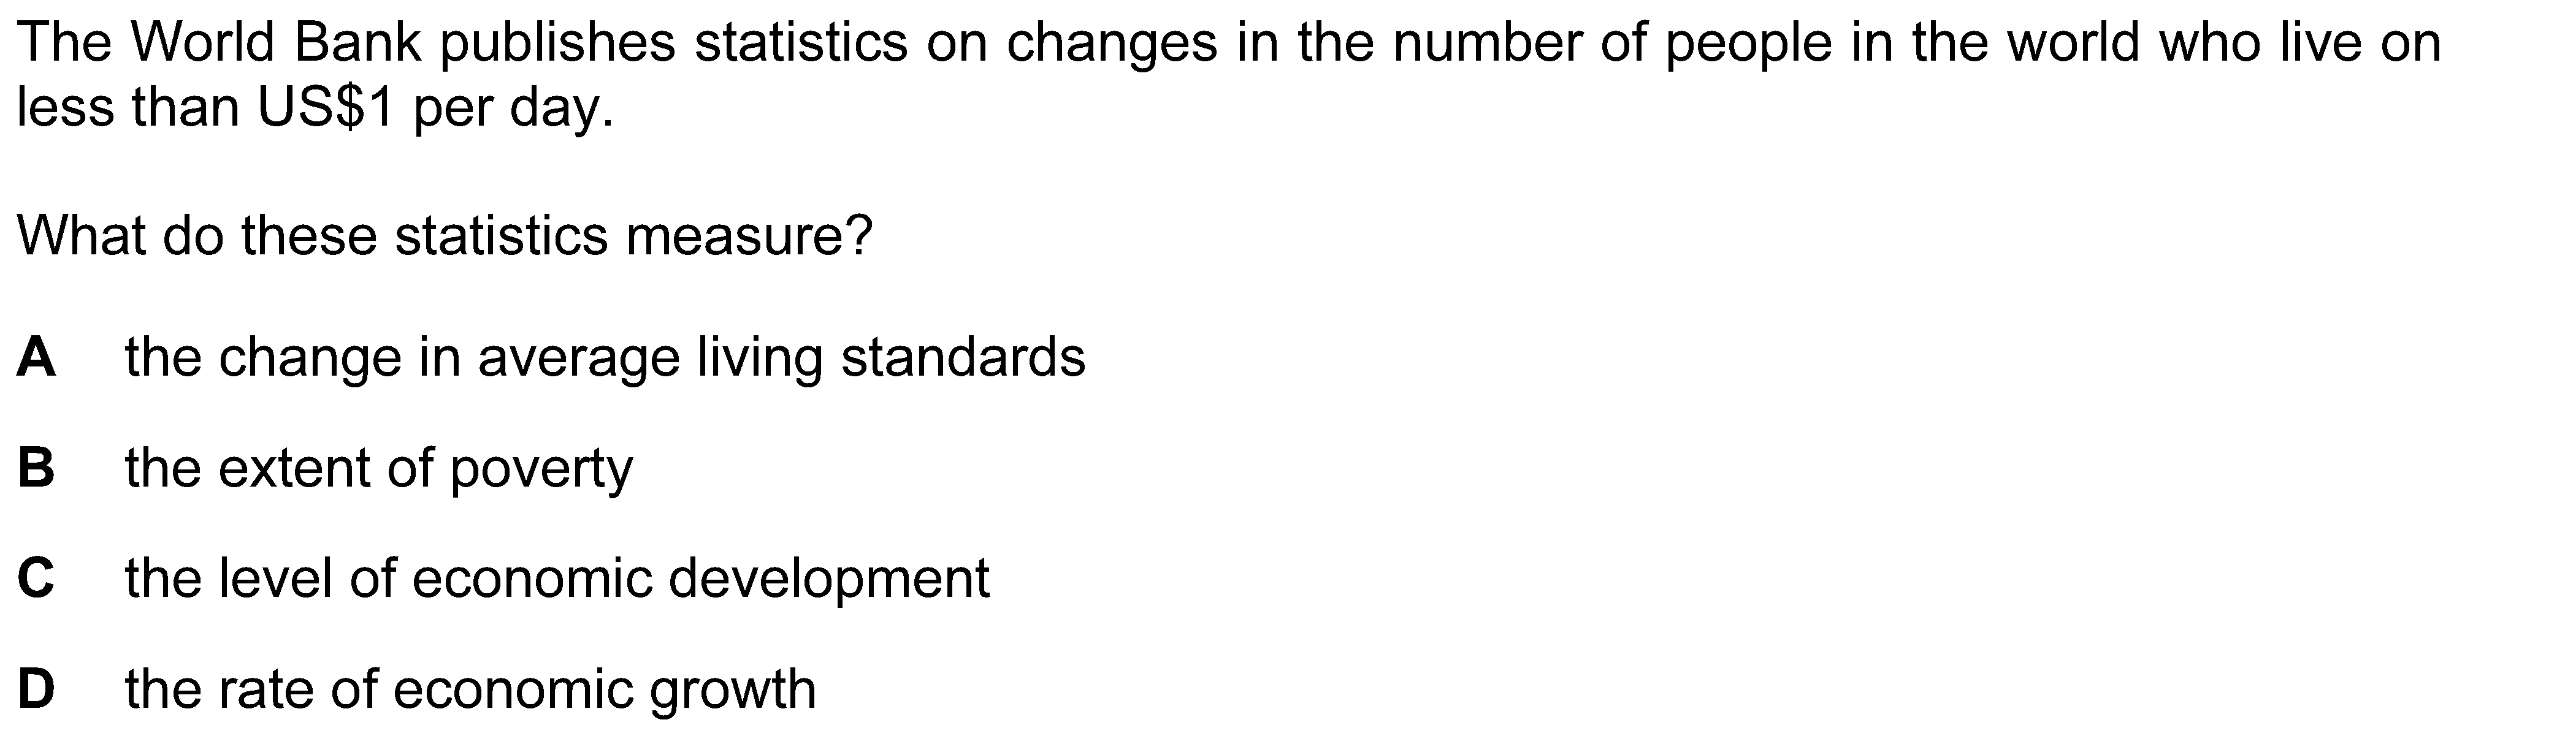 The World Bank publishes statistics on changes in the number of people in the world who live on
less than US$1 per day.
What do these statistics measure?
A the change in average living standards
B the extent of poverty
C the level of economic development
D the rate of economic growth